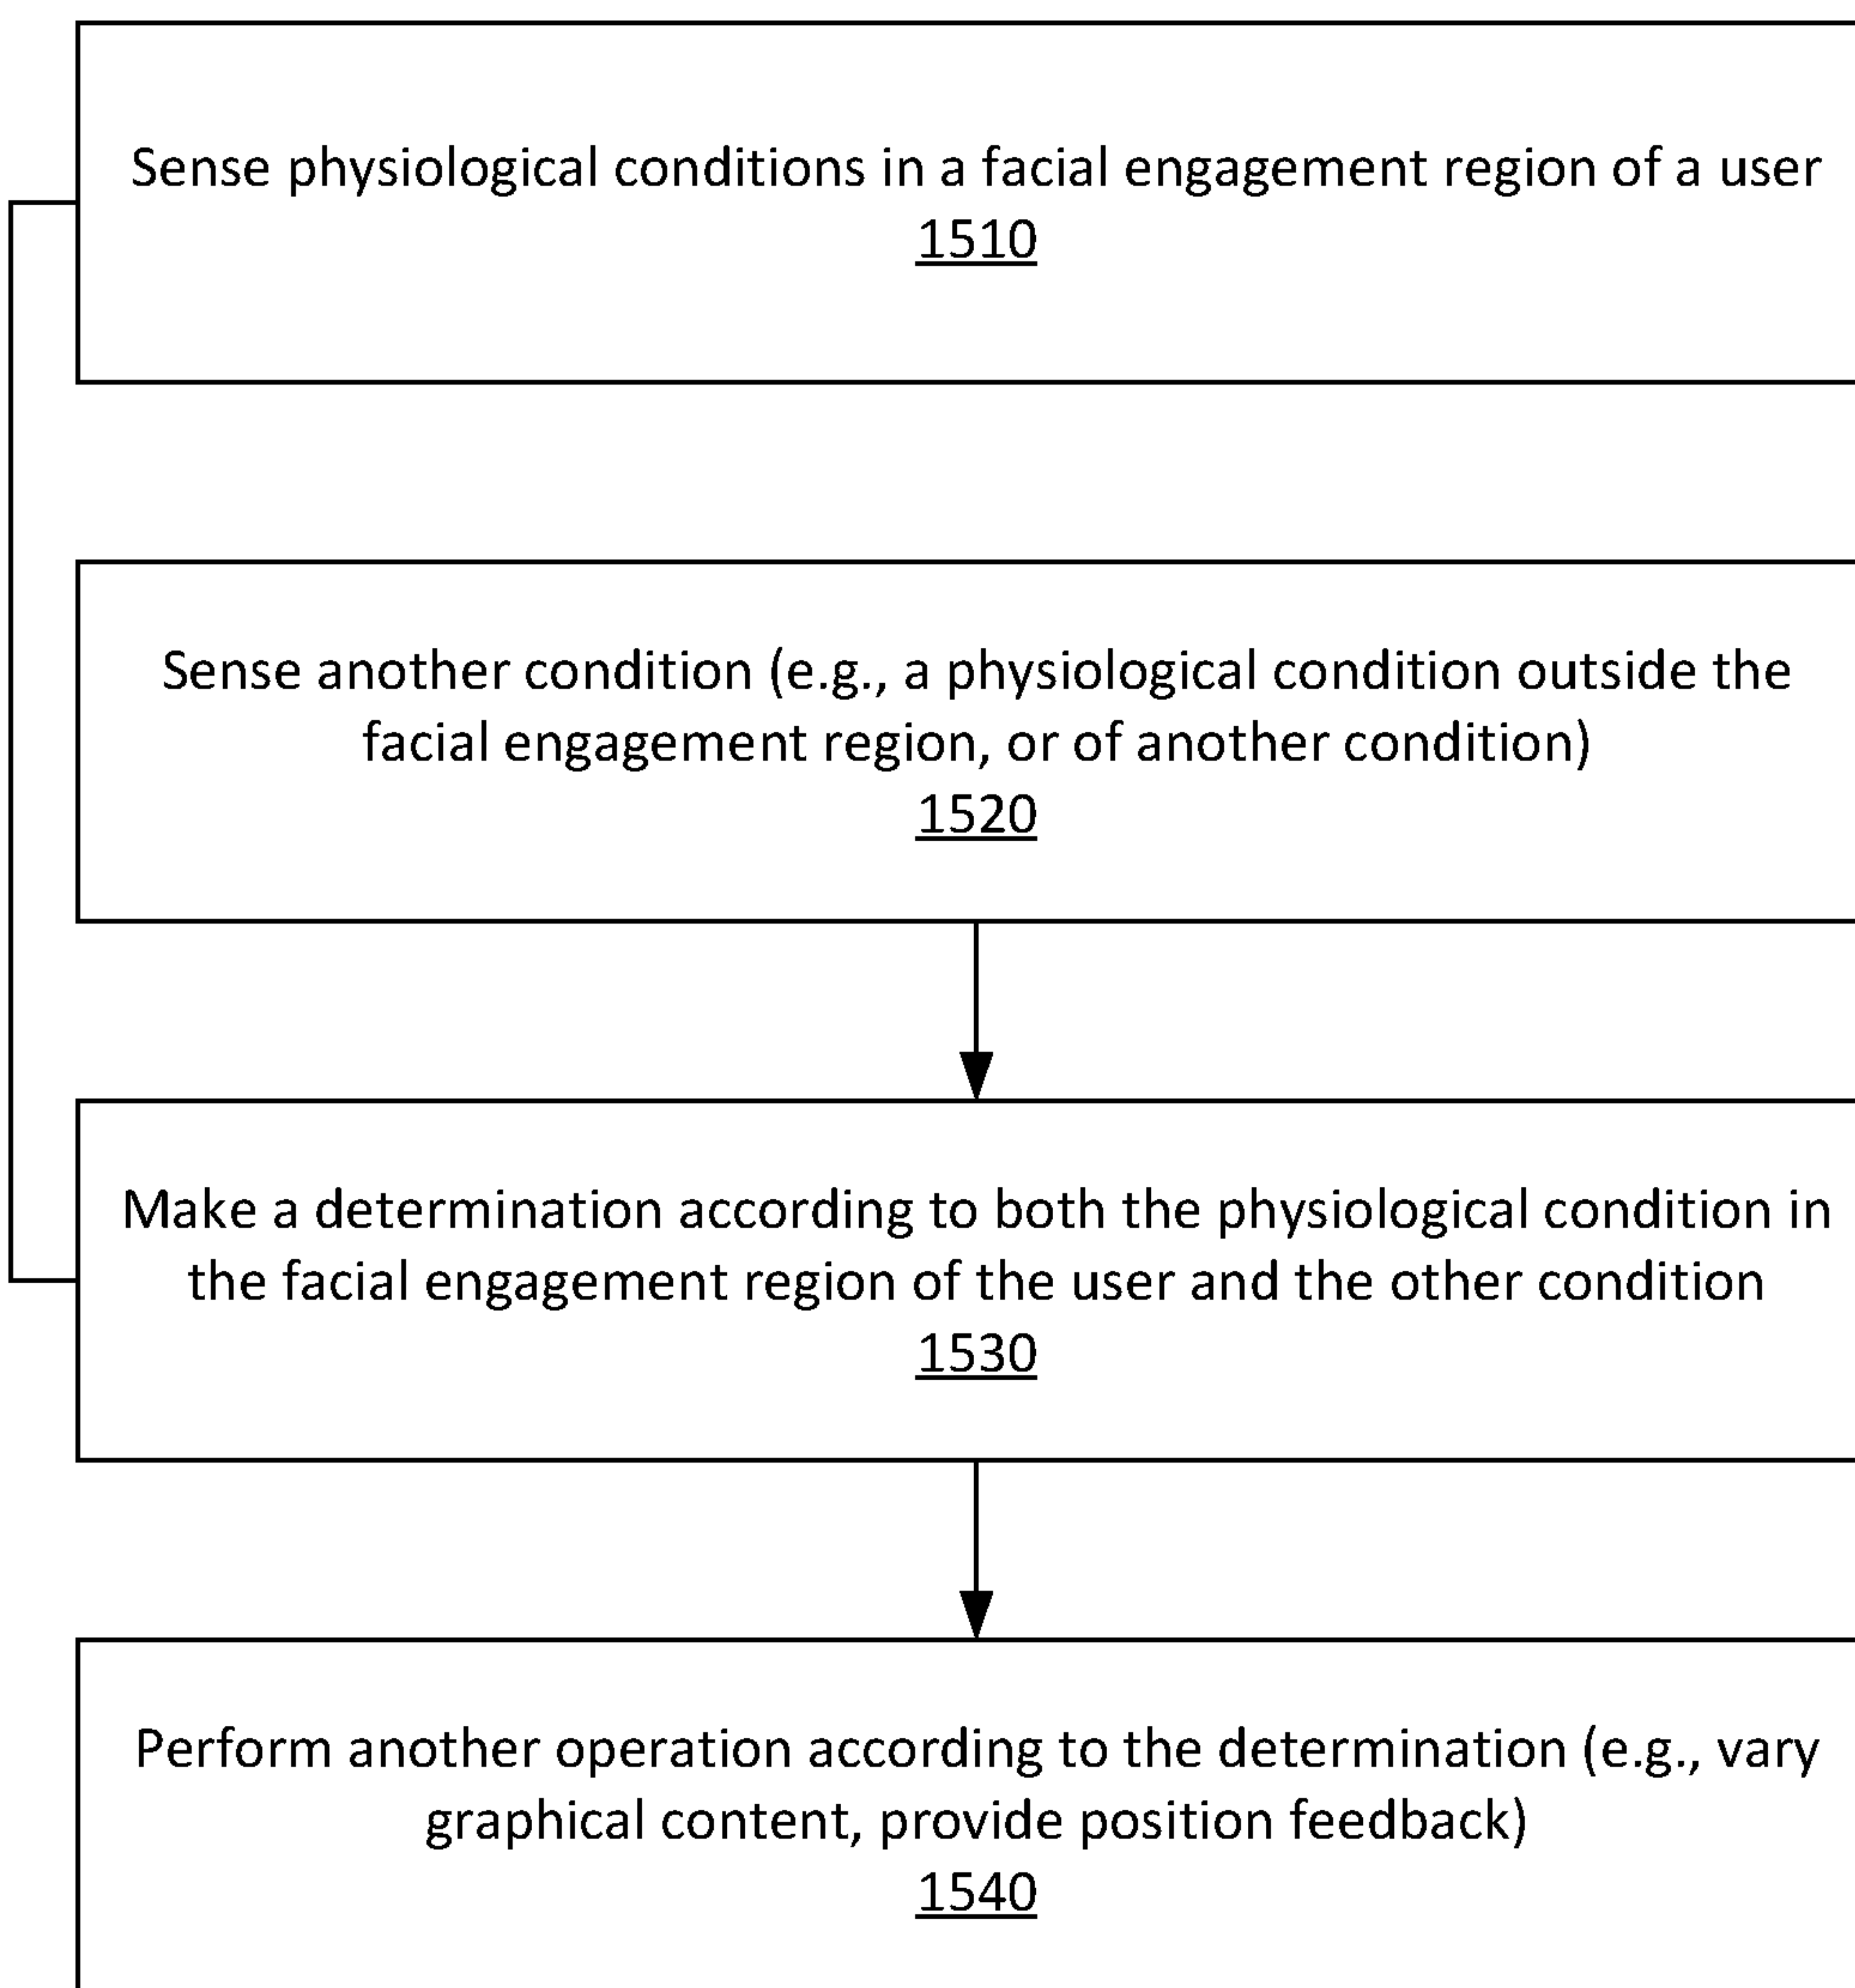 Sense physiological conditions in a facial engagement region of a user
1510
Sense another condition (e.g., a physiological condition outside the
facial engagement region, or of another condition)
1520
Make a determination according to both the physiological condition in
the facial engagement region of the user and the other condition
1530
Perform another operation according to the determination (e.g., vary
graphical content, provide position feedback)
1540